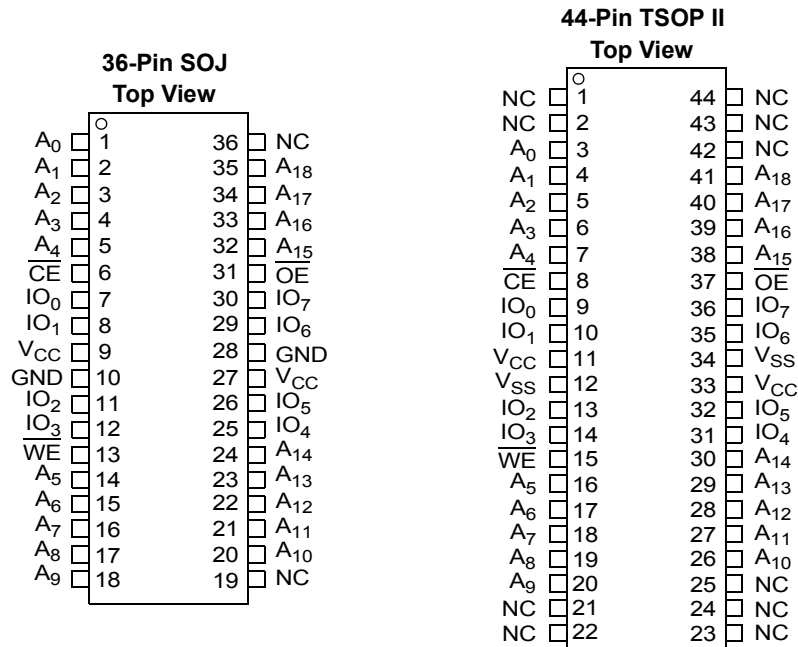 36-Pin SOJ
Top View
A0 1 36 NC
A1 2 35 A18
A2 3 34 A17
A3 4 33 A16
A4 5 32 A15
CE 6 31 OE
IO0 7 30 IO7
IO1 8 29 IO6
VCC 9 28 GND
GND 10 27 VCC
IO2 11 26 IO5
IO3 12 25 IO4
WE 13 24 A14
A5 14 23 A13
A6 15 22 A12
A7 16 21 A11
A8 17 20 A10
A9 18 19 NC
44-Pin TSOP II
Top View
NC 1 44 NC
NC 2 43 NC
A0 3 42 NC
A1 4 41 A18
A2 5 40 A17
A3 6 39 A16
A4 7 38 A15
CE 8 37 OE
IO0 9 36 IO7
IO1 10 35 IO6
VCC 11 34 VSS
VSS 12 33 VCC
IO2 13 32 IO5
IO3 14 31 IO4
WE 15 30 A14
A5 16 29 A13
A6 17 28 A12
A7 18 27 A11
A8 19 26 A10
A9 20 25 NC
NC 21 24 NC
NC 22 23 NC